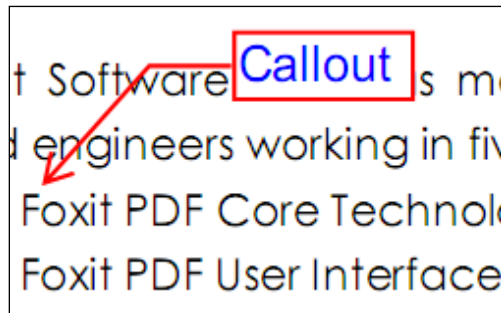 t Software Callout s m
d engineers working in fiv
Foxit PDF Core Technolo
Foxit PDF User Interface